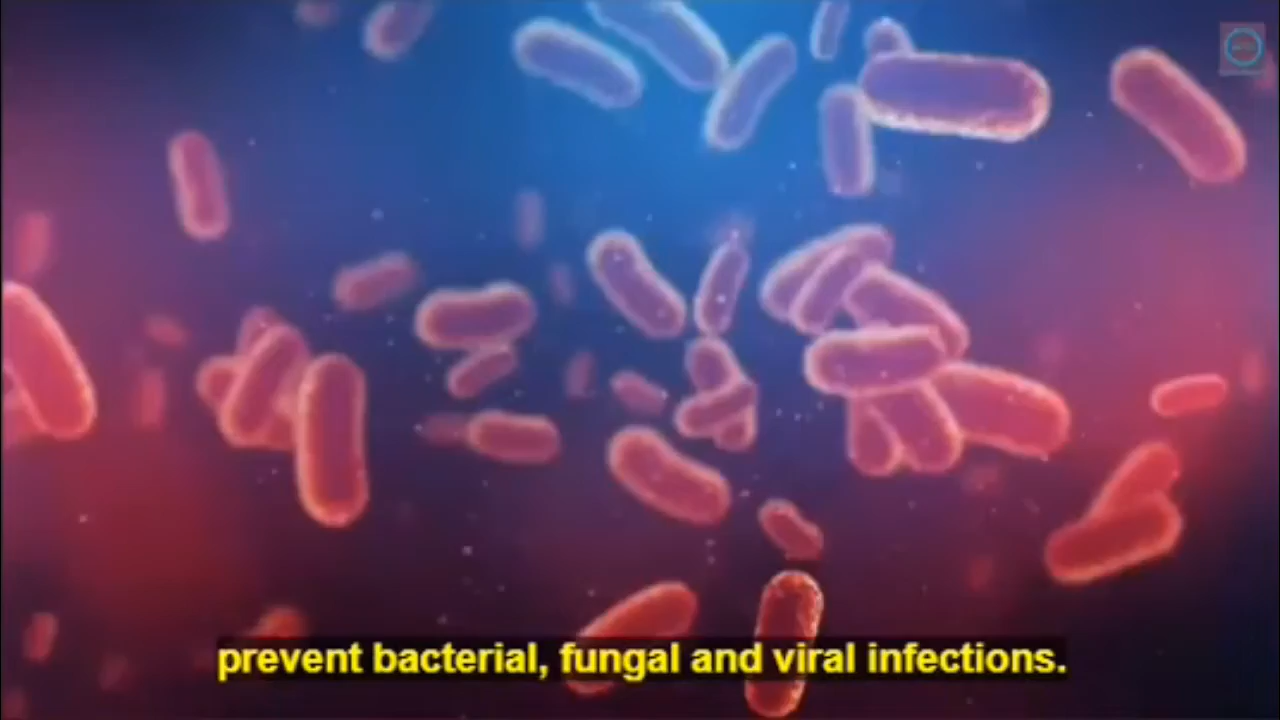 prevent bacterial, fungal and viral infections.